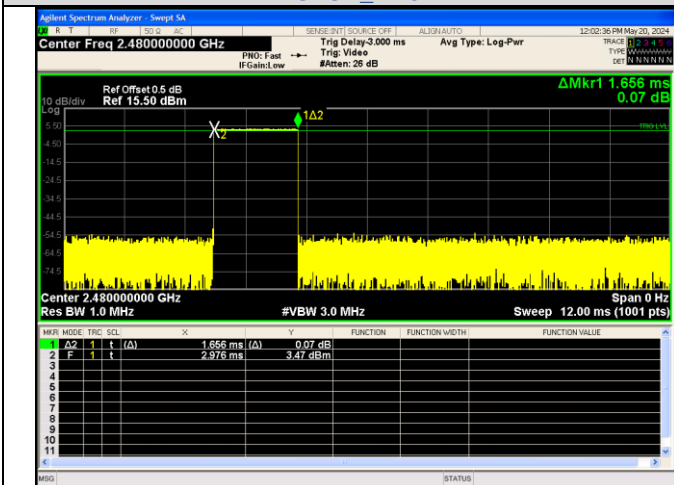 Agilent Spectrum Analyzer - Swept SA
R T RF 50 Ω AC SENSE:INT SOURCE OFF ALIGN AUTO 12:02:36 PM May 20, 2024
Center Freq 2.480000000 GHz
PNO: Fast
IFGain:Low
Trig Delay-3.000 ms
Trig: Video
#Atten: 26 dB
Avg Type: Log-Pwr
TRACE 1 2 3 4 5 6
TYPE
DET N N N N N N
Ref Offset 0.5 dB
10 dB/div Ref 15.50 dBm
Log
ΔMkr1 1.656 ms
0.07 dB
1Δ2
5.50
TRIG LVL
2
-4.50
-14.5
-24.5
-34.5
-44.5
-54.5
-64.5
-74.5
Center 2.480000000 GHz Span 0 Hz
Res BW 1.0 MHz #VBW 3.0 MHz Sweep 12.00 ms (1001 pts)
MKR MODE TRC SCL X Y FUNCTION FUNCTION WIDTH FUNCTION VALUE
1 Δ2 1 t (Δ) 1.656 ms (Δ) 0.07 dB
2 F 1 t 2.976 ms 3.47 dBm
3
4
5
6
7
8
9
10
11
MSG STATUS